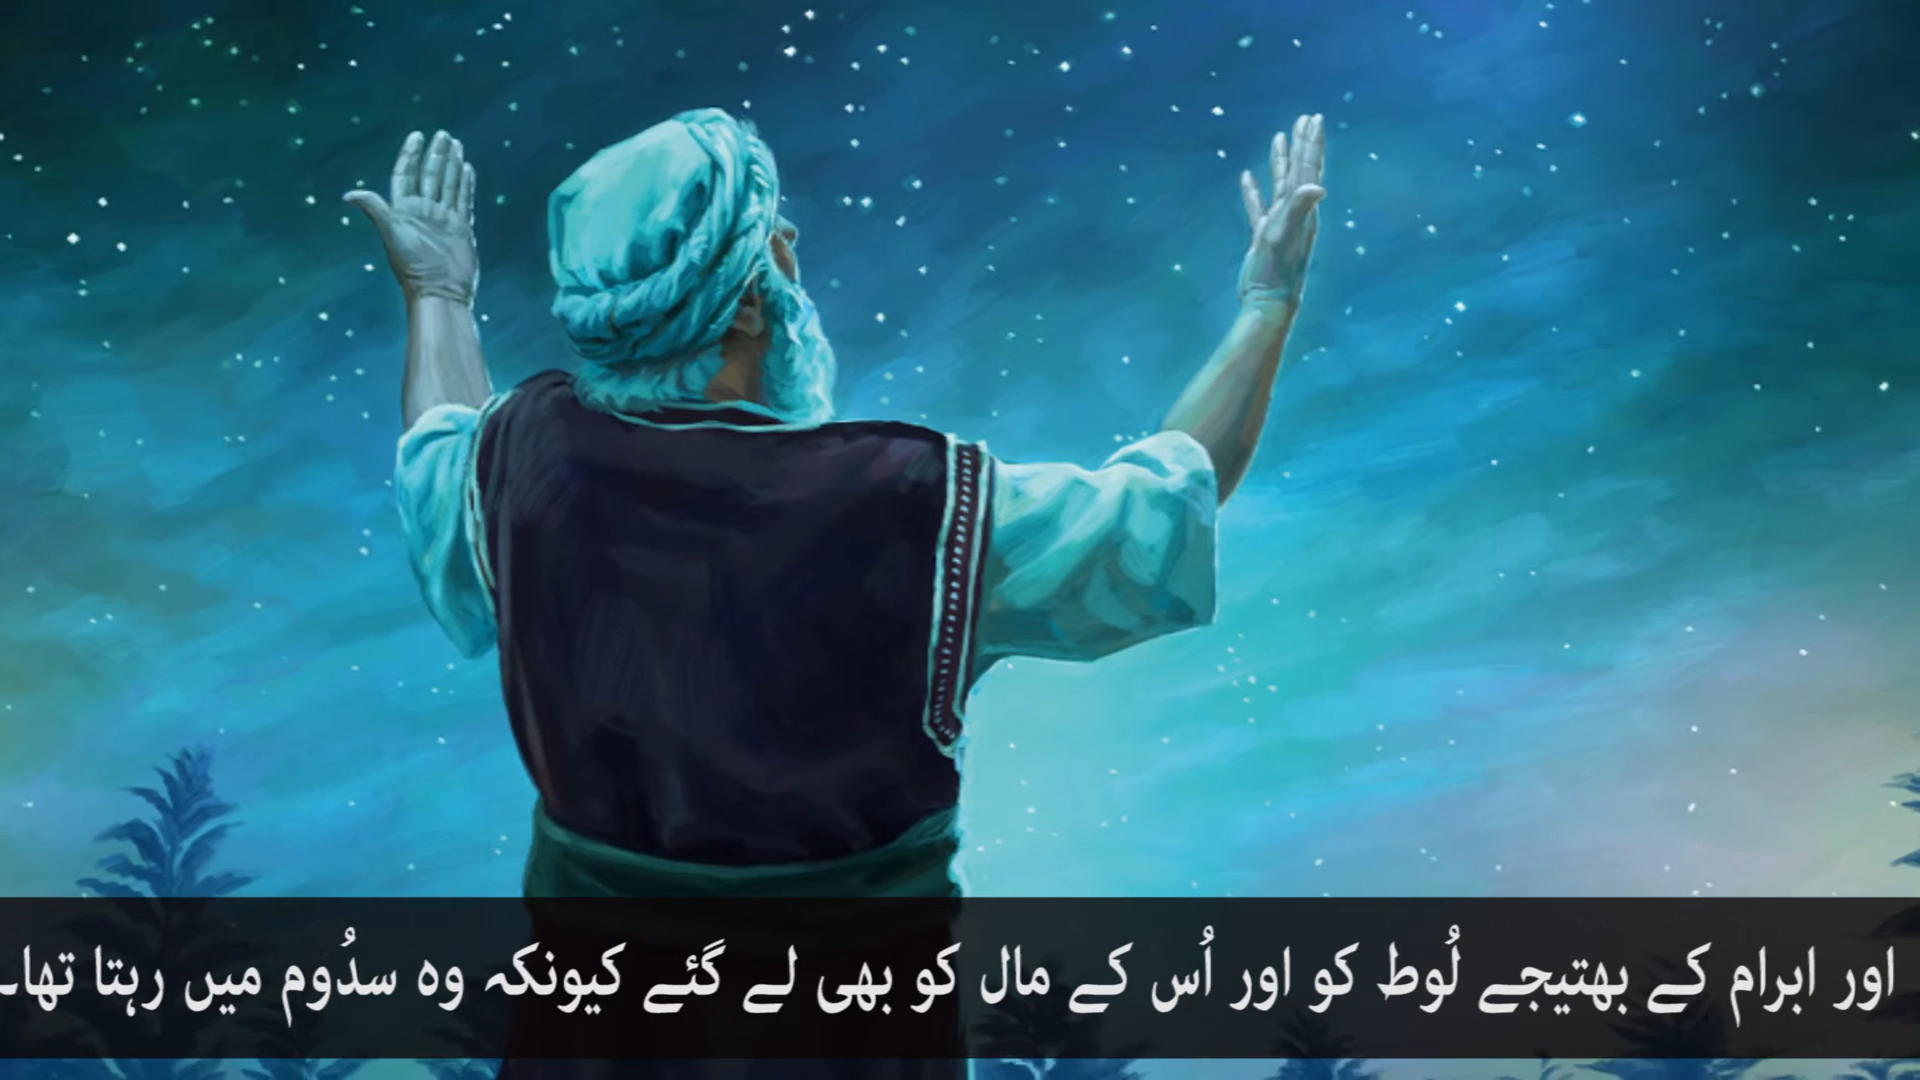 اور ابرام کے بھتیجے لُوط کو اور اُس کے مال کو بھی لے گئے کیونکہ وہ سدُوم میں رہتا تھا۔